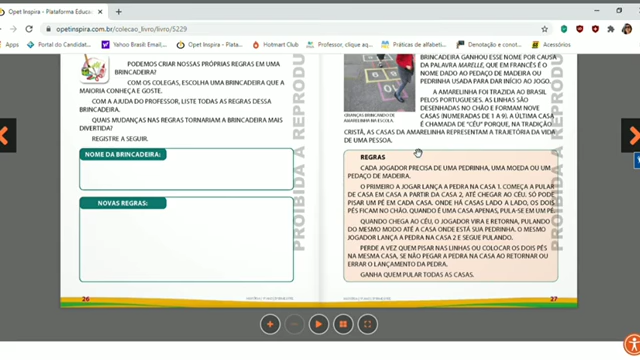 Opet Inspira - Plataforma Educa
opetinspira.com.br/colecao_livro/livro/5229
Portal do Candidat...
Yahoo Brasil Email,...
Opet Inspira - Plata...
Hotmart Club
Professor, clique aq...
Práticas de alfabeti...
Denotação e conot...
Acessórios
PODEMOS CRIAR NOSSAS PRÓPRIAS REGRAS EM UMA
BRINCADEIRA?
COM OS COLEGAS, ESCOLHA UMA BRINCADEIRA QUE A
MAIORIA CONHEÇA E GOSTE.
COM A AJUDA DO PROFESSOR, LISTE TODAS AS REGRAS DESSA
BRINCADEIRA.
QUAIS MUDANÇAS NAS REGRAS TORNARIAM A BRINCADEIRA MAIS
DIVERTIDA?
REGISTRE A SEGUIR.
NOME DA BRINCADEIRA:
NOVAS REGRAS:
PROIBIDA A REPRODU
26
BRINCADEIRA GANHOU ESSE NOME POR CAUSA
DA PALAVRA MARELLE, QUE EM FRANCÊS É O
NOME DADO AO PEDAÇO DE MADEIRA OU
PEDRINHA USADA PARA DAR INÍCIO AO JOGO.
A AMARELINHA FOI TRAZIDA AO BRASIL
PELOS PORTUGUESES. AS LINHAS SÃO
DESENHADAS NO CHÃO E FORMAM NOVE
CASAS (NUMERADAS DE 1 A 9). A ÚLTIMA CASA
É CHAMADA DE "CÉU" PORQUE, NA TRADIÇÃO
CRISTÃ, AS CASAS DA AMARELINHA REPRESENTAM A TRAJETÓRIA DA VIDA
DE UMA PESSOA.
CRIANÇAS BRINCANDO DE
AMARELINHA NA ESCOLA.
REGRAS
CADA JOGADOR PRECISA DE UMA PEDRINHA, UMA MOEDA OU UM
PEDAÇO DE MADEIRA.
O PRIMEIRO A JOGAR LANÇA A PEDRA NA CASA 1. COMEÇA A PULAR
DE CASA EM CASA A PARTIR DA CASA 2, ATÉ CHEGAR AO CÉU. SÓ PODE
PISAR UM PÉ EM CADA CASA. ONDE HÁ CASAS LADO A LADO, OS DOIS
PÉS FICAM NO CHÃO. QUANDO É UMA CASA APENAS, PULA-SE EM UM PÉ.
QUANDO CHEGA AO CÉU, O JOGADOR VIRA E RETORNA, PULANDO
DO MESMO MODO ATÉ A CASA ONDE ESTÁ SUA PEDRINHA. O MESMO
JOGADOR LANÇA A PEDRA NA CASA 2 E SEGUE PULANDO.
PERDE A VEZ QUEM PISAR NAS LINHAS OU COLOCAR OS DOIS PÉS
NA MESMA CASA, SE NÃO PEGAR A PEDRA NA CASA AO RETORNAR OU
ERRAR O LANÇAMENTO DA PEDRA.
GANHA QUEM PULAR TODAS AS CASAS.
PROIBIDA A REPRODU
27